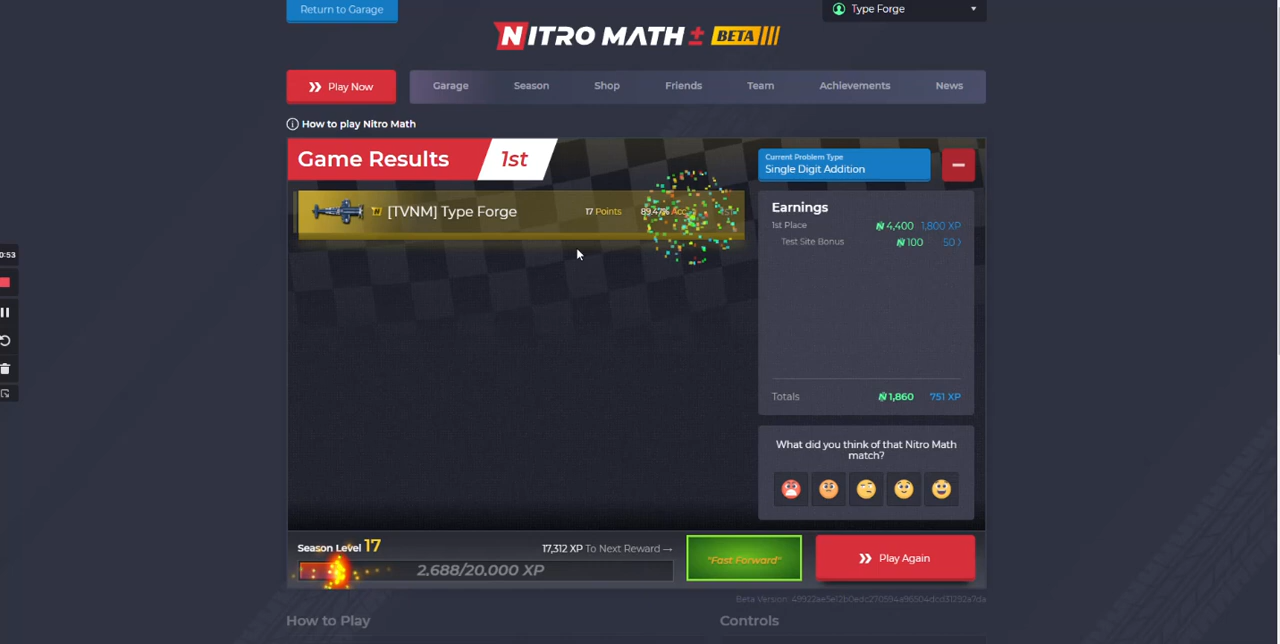 Return to Garage
Type Forge
NITRO MATH ± BETA
Play Now
Garage Season Shop Friends Team Achievements News
How to play Nitro Math
Game Results 1st
Current Problem Type
Single Digit Addition
[TVNM] Type Forge 17 Points 89.47% Acc
Earnings
1st Place 4,400 1,800 XP
Test Site Bonus 100 50
Totals 1,860 751 XP
What did you think of that Nitro Math
match?
:53
Season Level 17 17,312 XP To Next Reward →
2,688/20,000 XP
"Fast Forward"
Play Again
How to Play Controls